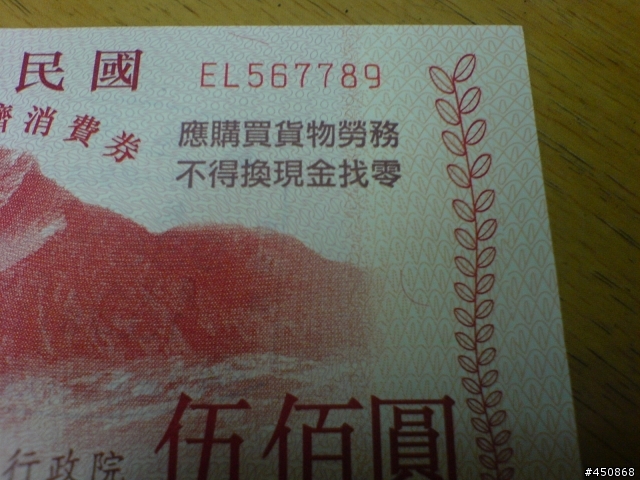 民國
EL567789
濟消費券
應購買貨物勞務
不得換現金找零
伍佰圓
行政院
#450868